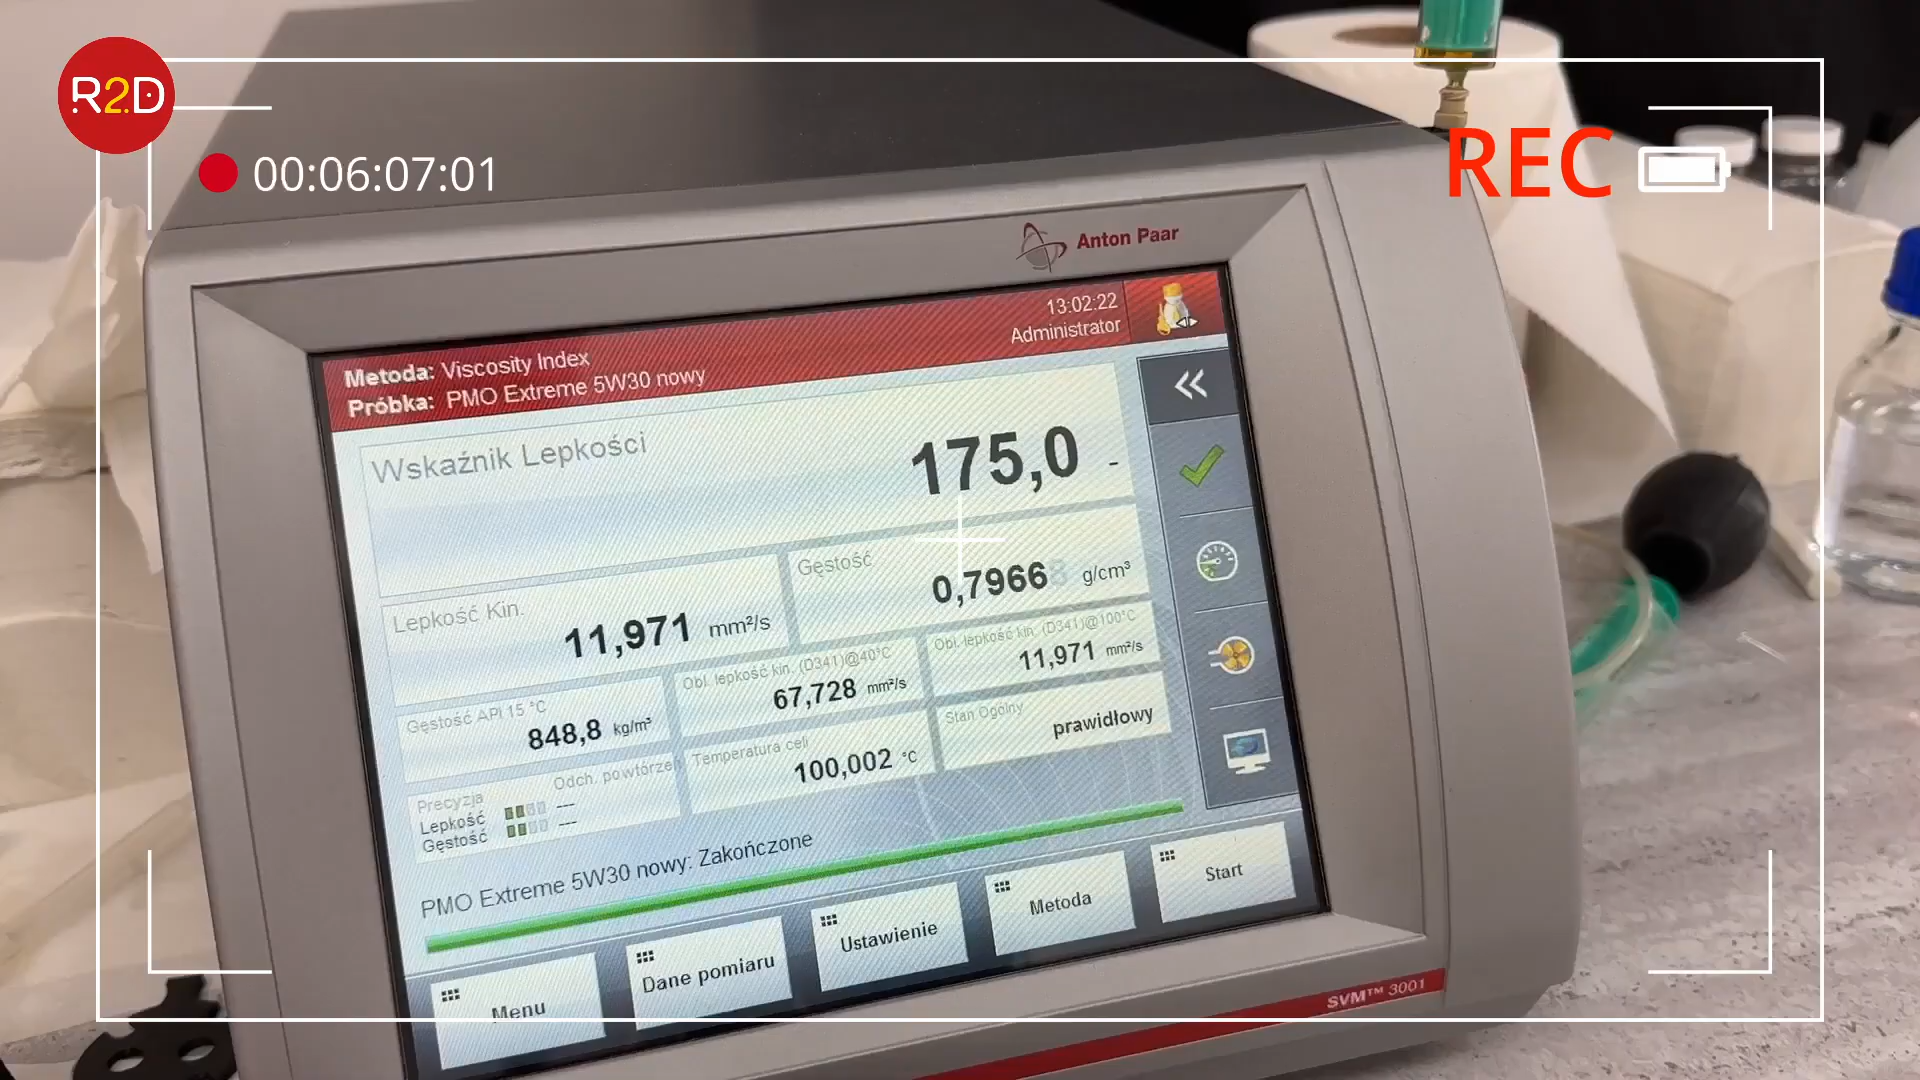 R2D
00:06:07:01
REC
Anton Paar
13:02:22
Administrator
Metoda: Viscosity Index
Próbka: PMO Extreme 5W30 nowy
Wskaźnik Lepkości
175,0 -
Lepkość Kin.
11,971 mm²/s
Gęstość
0,79668 g/cm³
Gęstość API 15 °C
848,8 kg/m³
Obl. lepkość kin. (D341)@40°C
67,728 mm²/s
Obl. lepkość kin. (D341)@100°C
11,971 mm²/s
Precyzja Odch. powtórzeń
Lepkość ---
Gęstość ---
Temperatura celi
100,002 °C
Stan Ogólny
prawidłowy
PMO Extreme 5W30 nowy: Zakończone
Menu
Dane pomiaru
Ustawienie
Metoda
Start
SVM™ 3001